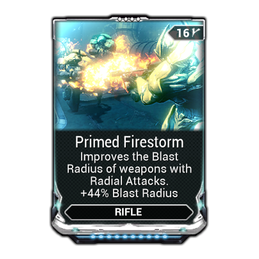 16
Primed Firestorm
Improves the Blast
Radius of weapons with
Radial Attacks.
+44% Blast Radius
RIFLE